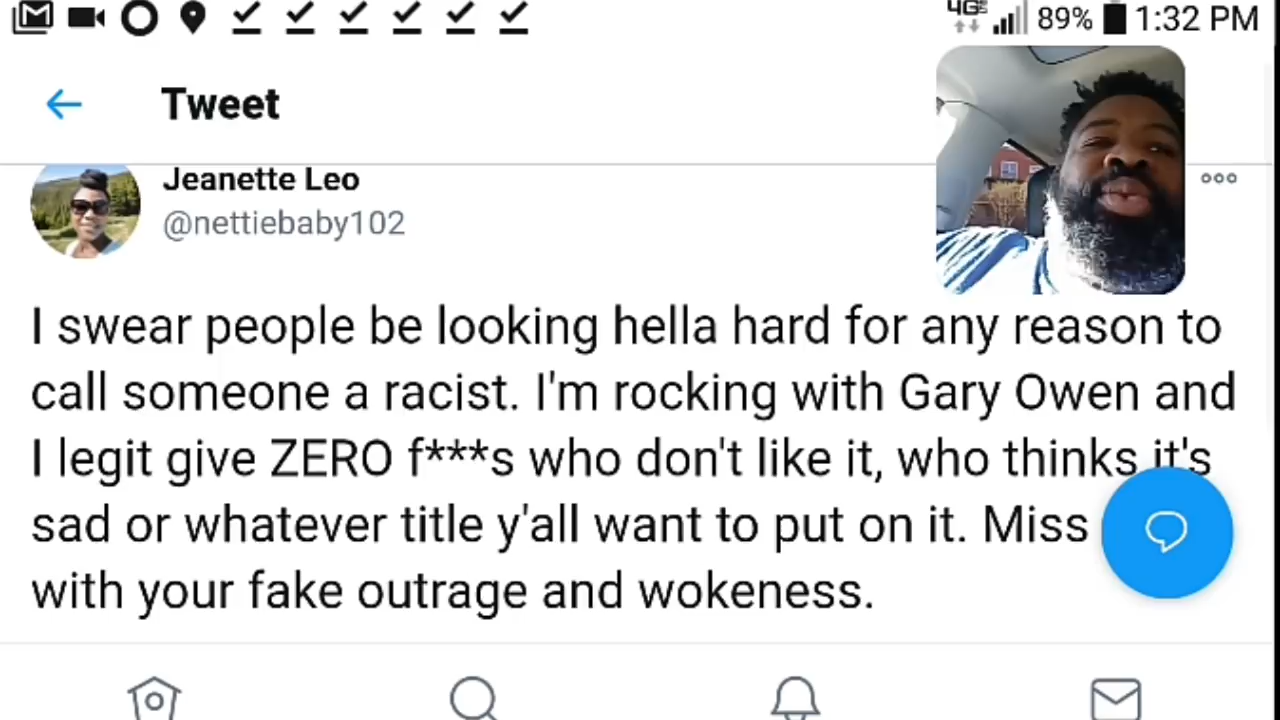 4G 89% 1:32 PM
Tweet
Jeanette Leo
@nettiebaby102
I swear people be looking hella hard for any reason to
call someone a racist. I'm rocking with Gary Owen and
I legit give ZERO f***s who don't like it, who thinks it's
sad or whatever title y'all want to put on it. Miss
with your fake outrage and wokeness.